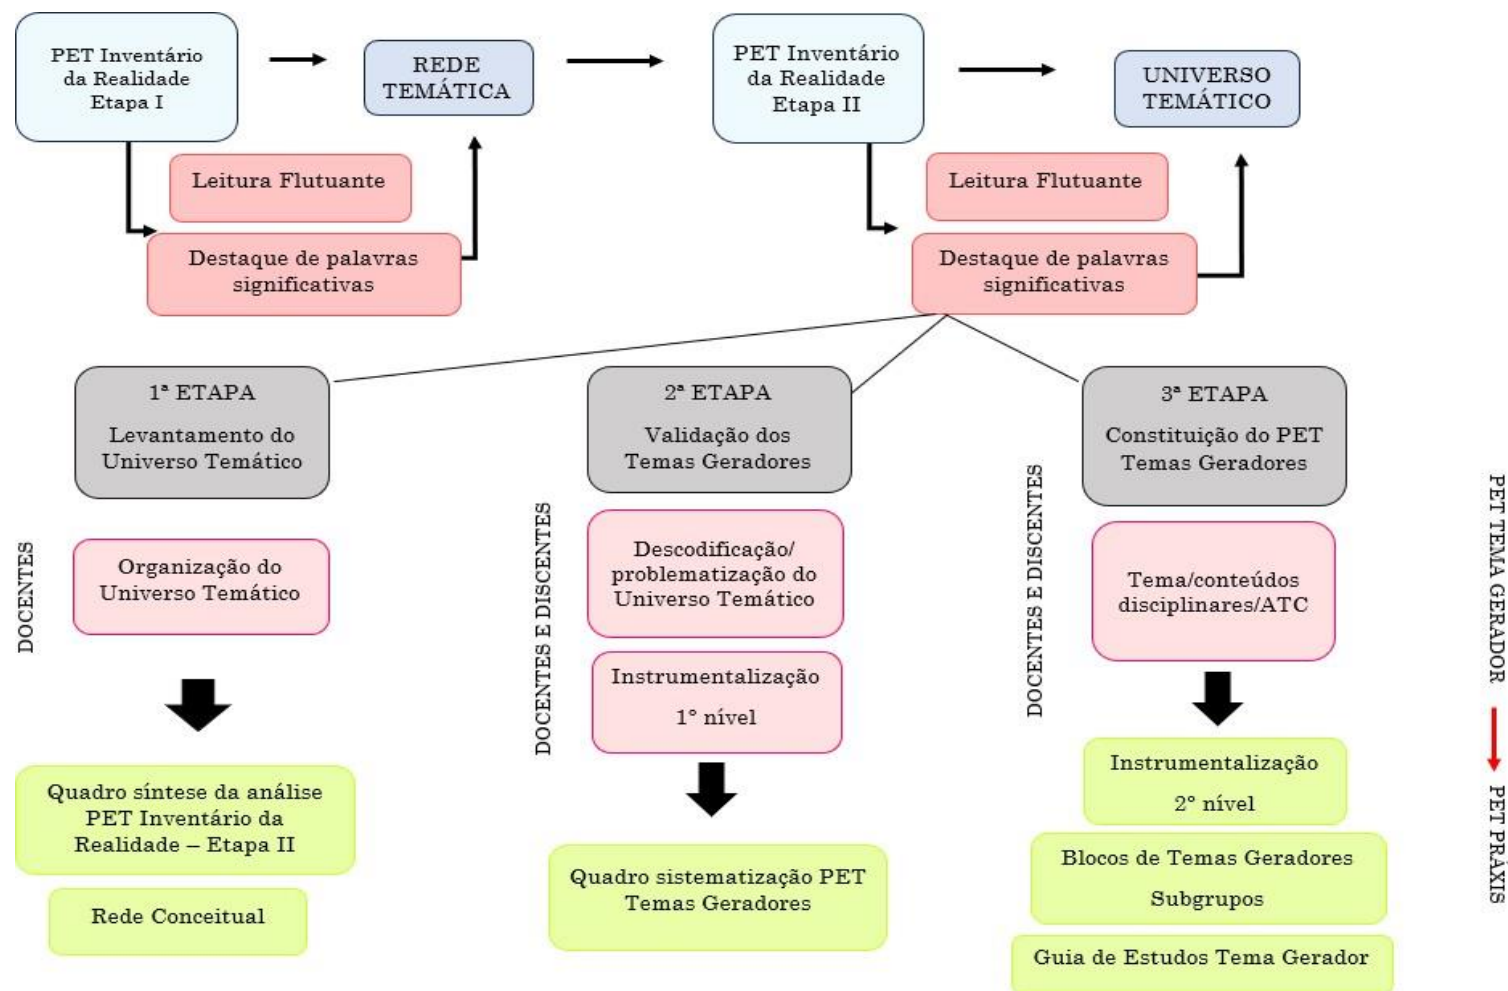 PET Inventário
da Realidade
Etapa I
REDE
TEMÁTICA
PET Inventário
da Realidade
Etapa II
UNIVERSO
TEMÁTICO
Leitura Flutuante
Destaque de palavras
significativas
Leitura Flutuante
Destaque de palavras
significativas
1ª ETAPA
Levantamento do
Universo Temático
DOCENTES
Organização do
Universo Temático
Quadro síntese da análise
PET Inventário da
Realidade – Etapa II
Rede Conceitual
2ª ETAPA
Validação dos
Temas Geradores
DOCENTES E DISCENTES
Descodificação/
problematização do
Universo Temático
Instrumentalização
1º nível
Quadro sistematização PET
Temas Geradores
3ª ETAPA
Constituição do PET
Temas Geradores
DOCENTES E DISCENTES
Tema/conteúdos
disciplinares/ATC
Instrumentalização
2º nível
Blocos de Temas Geradores
Subgrupos
Guia de Estudos Tema Gerador
PET TEMA GERADOR
PET PRÁXIS